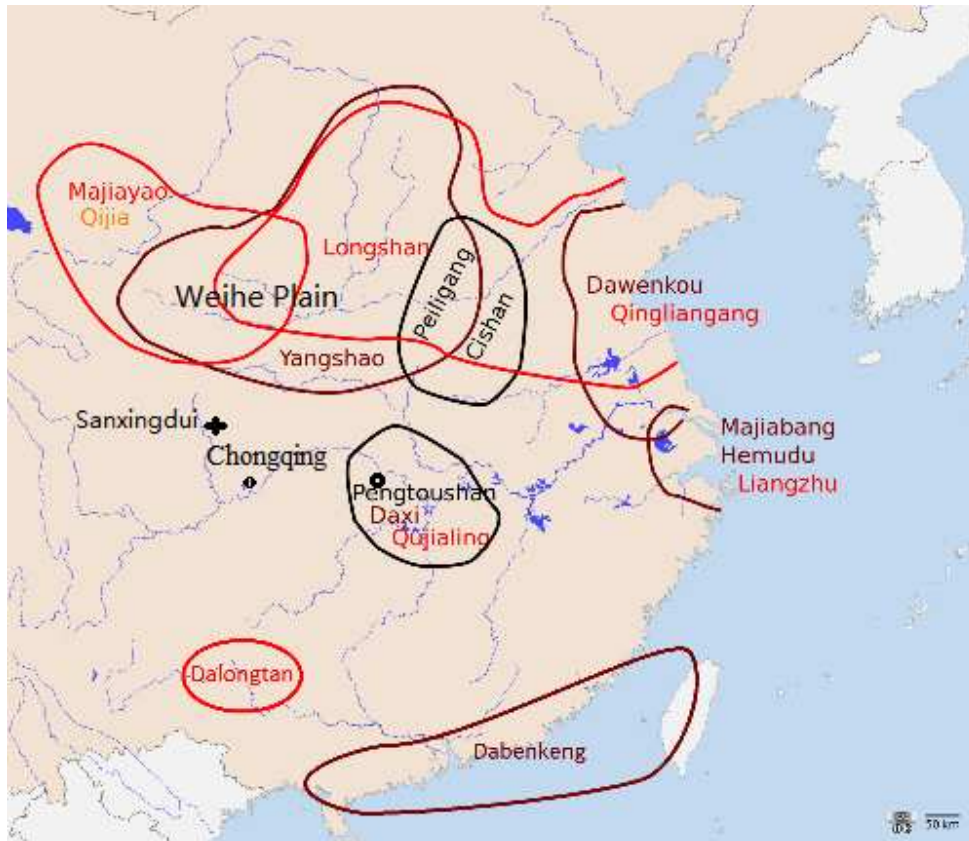 Majiayao
Qijia
Longshan
Weihe Plain
Peiligang
Cishan
Yangshao
Dawenkou
Qingliangang
Sanxingdui
Chongqing
Majiabang
Hemudu
Liangzhu
Pengtoushan
Daxi
Qujialing
Dalongtan
Dabenkeng
50 km